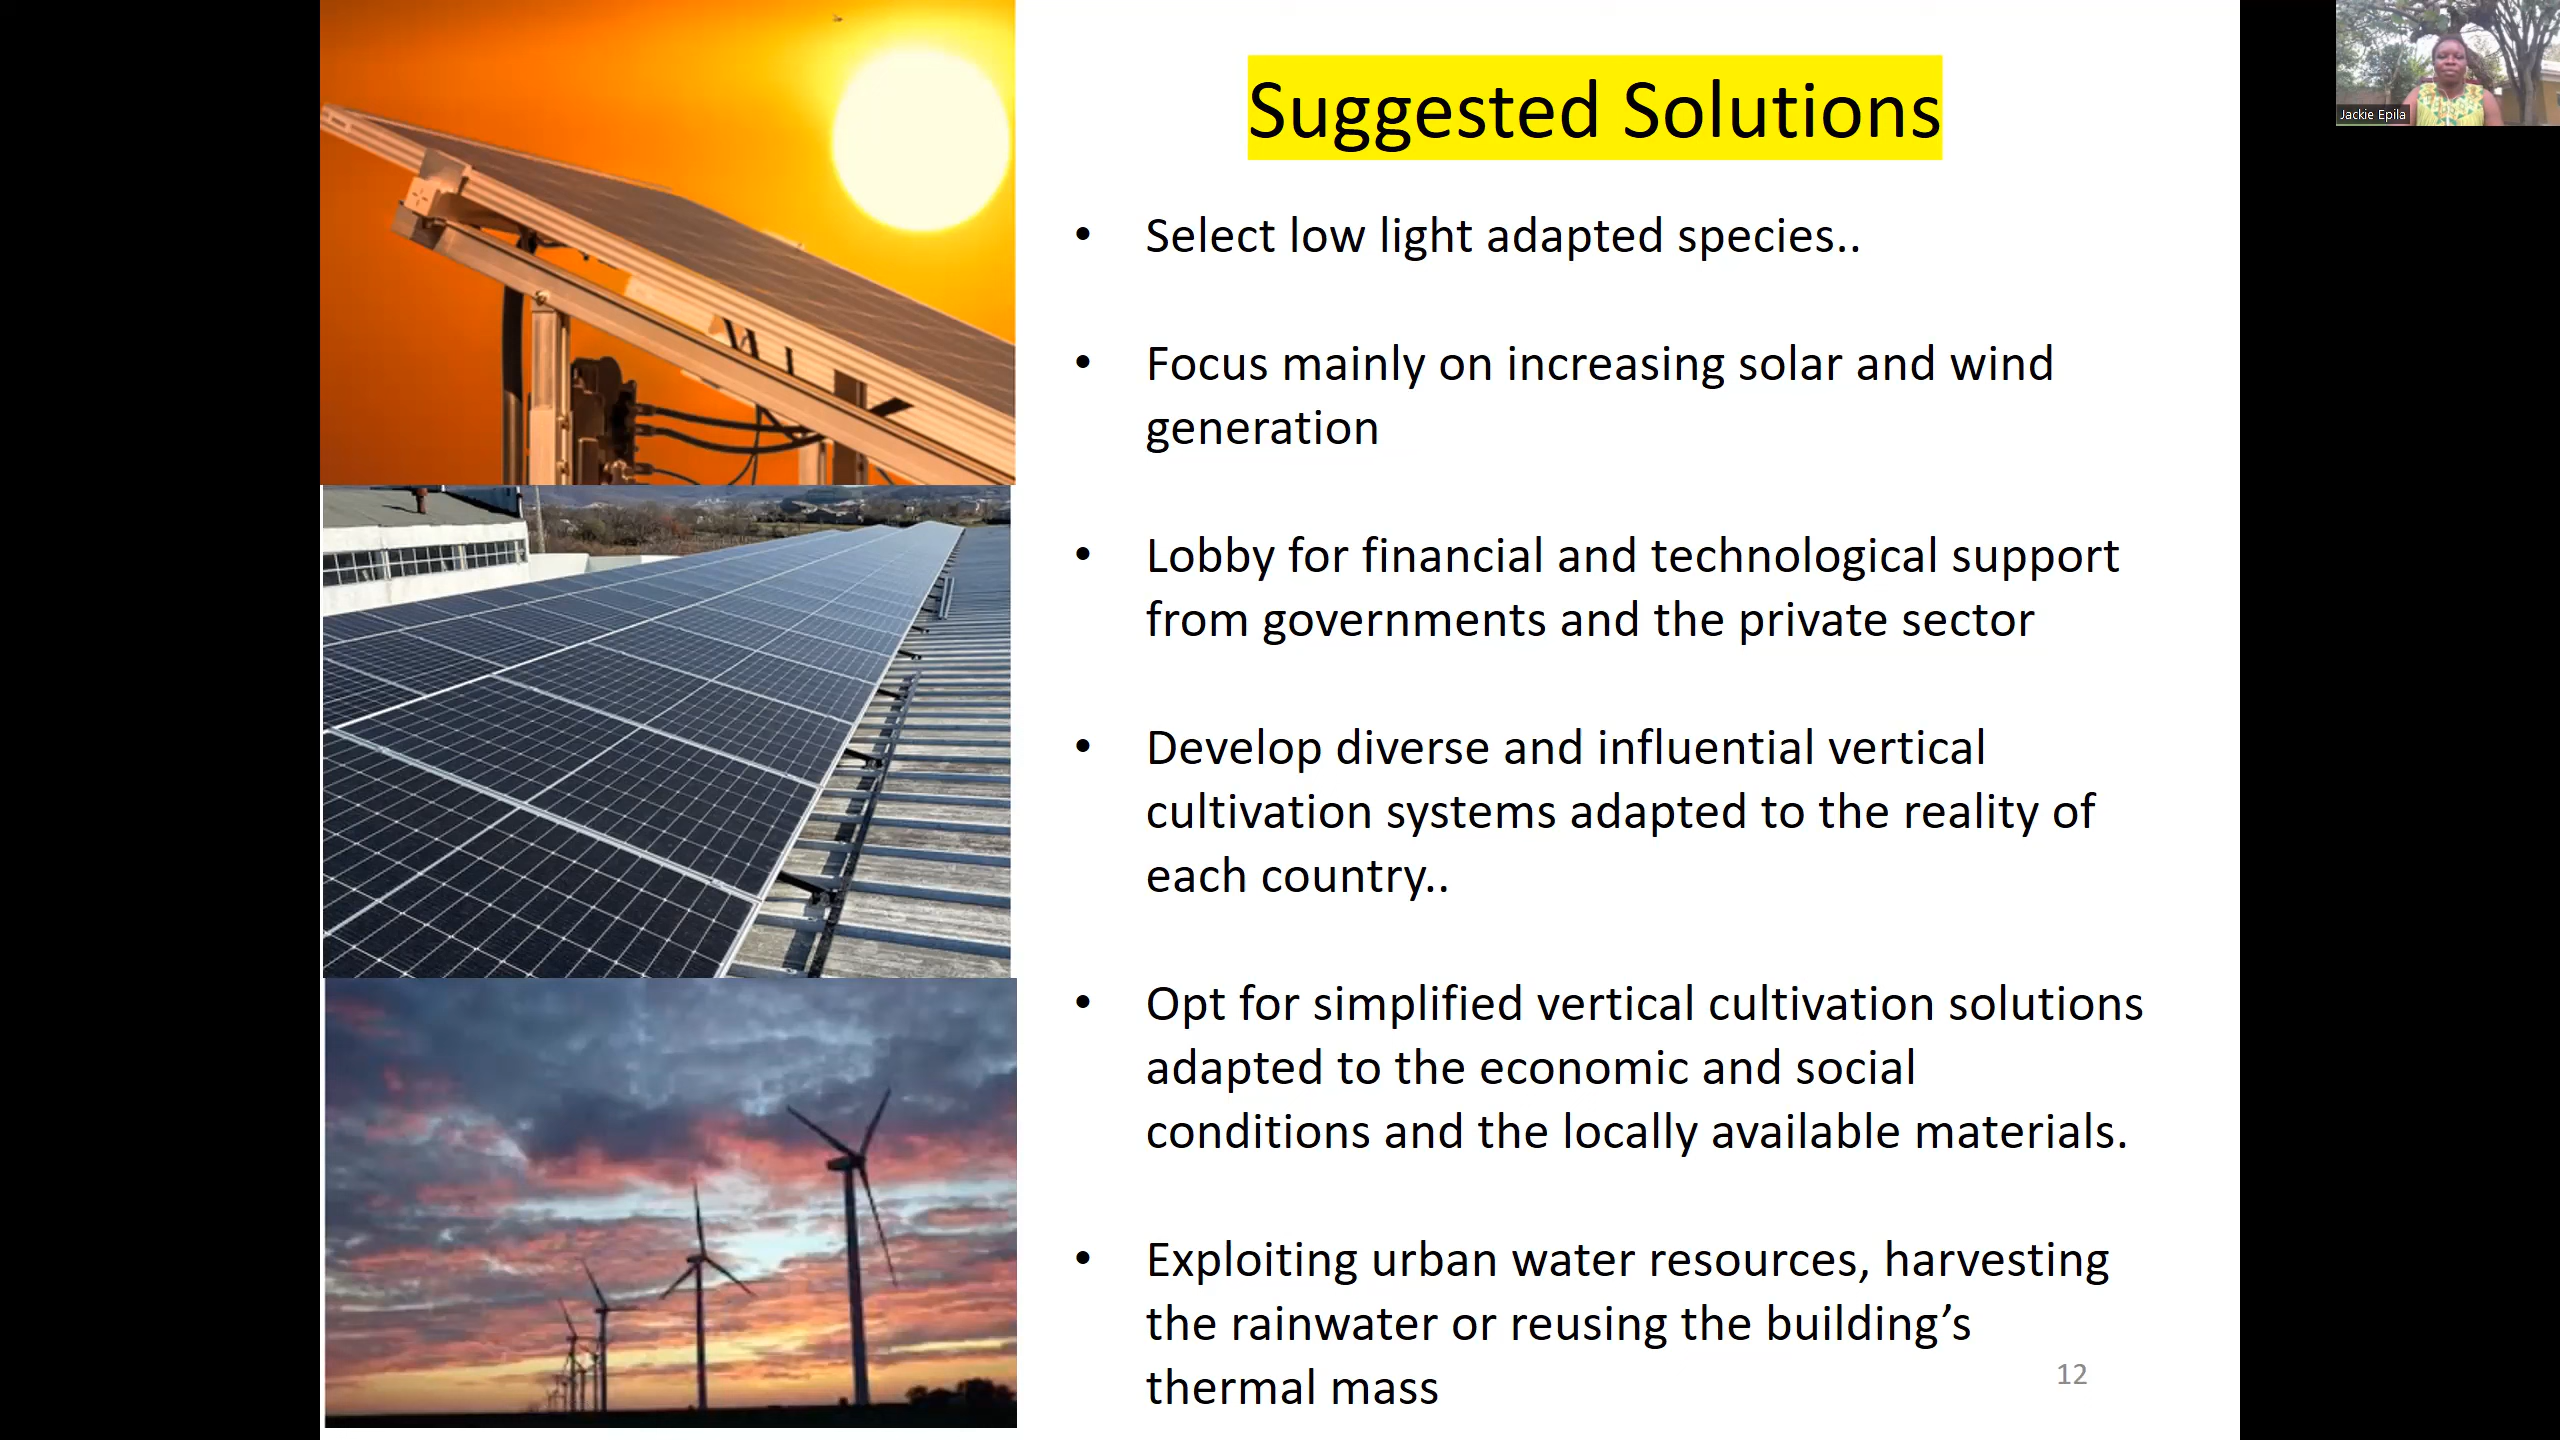 Suggested Solutions
Jackie Epila
• Select low light adapted species..
• Focus mainly on increasing solar and wind
generation
• Lobby for financial and technological support
from governments and the private sector
• Develop diverse and influential vertical
cultivation systems adapted to the reality of
each country..
• Opt for simplified vertical cultivation solutions
adapted to the economic and social
conditions and the locally available materials.
• Exploiting urban water resources, harvesting
the rainwater or reusing the building’s
thermal mass
12